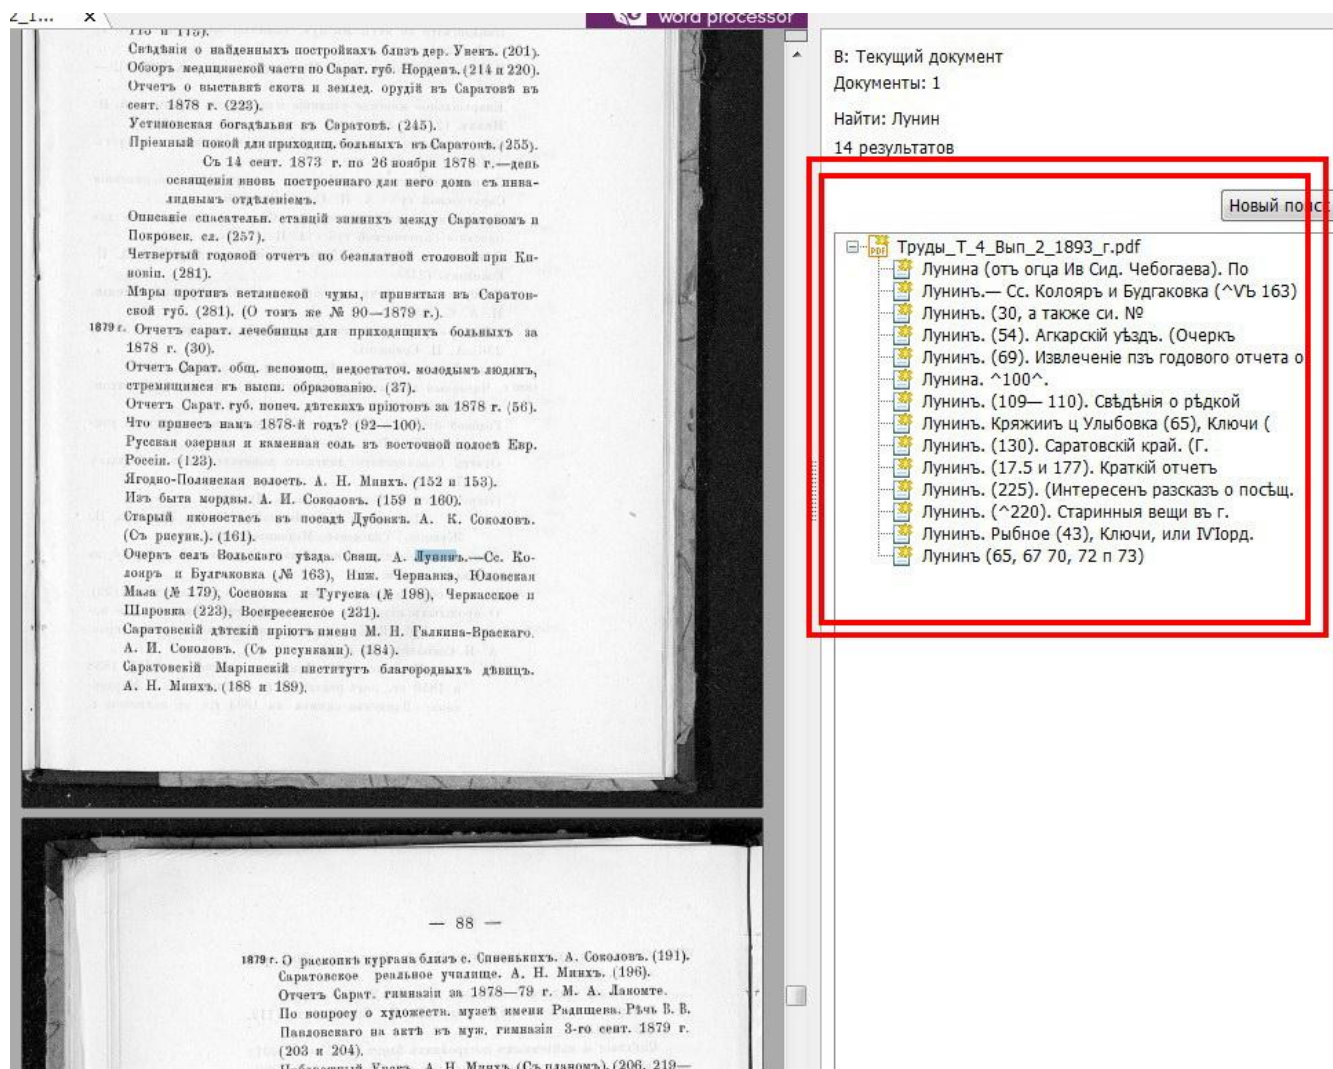 2_1... X
word processor
115 и 115).
Свѣдѣнія о найденныхъ постройкахъ близъ дер. Увекъ. (201).
Обзоръ медицинской части по Сарат. губ. Норденъ. (214 и 220).
Отчетъ о выставкѣ скота и землед. орудій въ Саратовѣ въ
сент. 1878 г. (223).
Устиновская богадѣльня въ Саратовѣ. (245).
Пріемный покой для приходящ. больныхъ въ Саратовѣ. (255).
Съ 14 сент. 1873 г. по 26 ноября 1878 г.—день
освященія вновь построеннаго для него дома съ инва-
лиднымъ отдѣленіемъ.
Описаніе спасательн. станцій зимнихъ между Саратовомъ и
Покровск. сл. (257).
Четвертый годовой отчетъ по безплатной столовой при Ки-
новіи. (281).
Мѣры противъ ветлянской чумы, принятыя въ Саратов-
ской губ. (281). (О томъ же № 90—1879 г.).
1879 г. Отчетъ сарат. лечебницы для приходящихъ больныхъ за
1878 г. (30).
Отчетъ Сарат. общ. вспомощ. недостаточ. молодымъ людямъ,
стремящимся къ высш. образованію. (37).
Отчетъ Сарат. губ. попеч. дѣтскихъ пріютовъ за 1878 г. (56).
Что принесъ намъ 1878-й годъ? (92—100).
Русская озерная и каменная соль въ восточной полосѣ Евр.
Россіи. (123).
Ягодно-Полянская волость. А. Н. Минхъ. (152 и 153).
Изъ быта мордвы. А. И. Соколовъ. (159 и 160).
Старый иконостасъ въ посадѣ Дубовкѣ. А. К. Соколовъ.
(Съ рисунк.). (161).
Очеркъ селъ Вольскаго уѣзда. Свящ. А. Лунинъ.—Сс. Ко-
лояръ и Булгаковка (№ 163), Ниж. Чернавка, Юловская
Маза (№ 179), Сосновка и Тугуска (№ 198), Черкасское и
Шировка (223), Воскресенское (231).
Саратовскій дѣтскій пріютъ имени М. Н. Галкина-Враскаго.
А. И. Соколовъ. (Съ рисунками). (184).
Саратовскій Маріинскій институтъ благородныхъ дѣвицъ.
А. Н. Минхъ. (188 и 189).
— 88 —
1879 г. О раскопкѣ кургана близъ с. Синенькихъ. А. Соколовъ. (191).
Саратовское реальное училище. А. Н. Минхъ. (196).
Отчетъ Сарат. гимназіи за 1878—79 г. М. А. Лакомте.
По вопросу о художеств. музеѣ имени Радищева. Рѣчь В. В.
Павловскаго на актѣ въ муж. гимназіи 3-го сент. 1879 г.
(203 и 204).
Набережный Увекъ. А. Н. Минхъ (Съ планомъ). (206, 219—
В: Текущий документ
Документы: 1
Найти: Лунин
14 результатов
Новый поиск
Труды_Т_4_Вып_2_1893_г.pdf
Лунина (отъ огца Ив Сид. Чебогаева). По
Лунинъ.— Сс. Колояръ и Будгаковка (^VЪ 163)
Лунинъ. (30, а также си. №
Лунинъ. (54). Агкарскій уѣздъ. (Очеркъ
Лунинъ. (69). Извлеченіе пзъ годового отчета о
Лунина. ^100^.
Лунинъ. (109— 110). Свѣдѣнія о рѣдкой
Лунинъ. Кряжииъ ц Улыбовка (65), Ключи (
Лунинъ. (130). Саратовскій край. (Г.
Лунинъ. (17.5 и 177). Краткій отчетъ
Лунинъ. (225). (Интересенъ разсказъ о посѣщ.
Лунинъ. (^220). Старинныя вещи въ г.
Лунинъ. Рыбное (43), Ключи, или IVIорд.
Лунинъ (65, 67 70, 72 п 73)